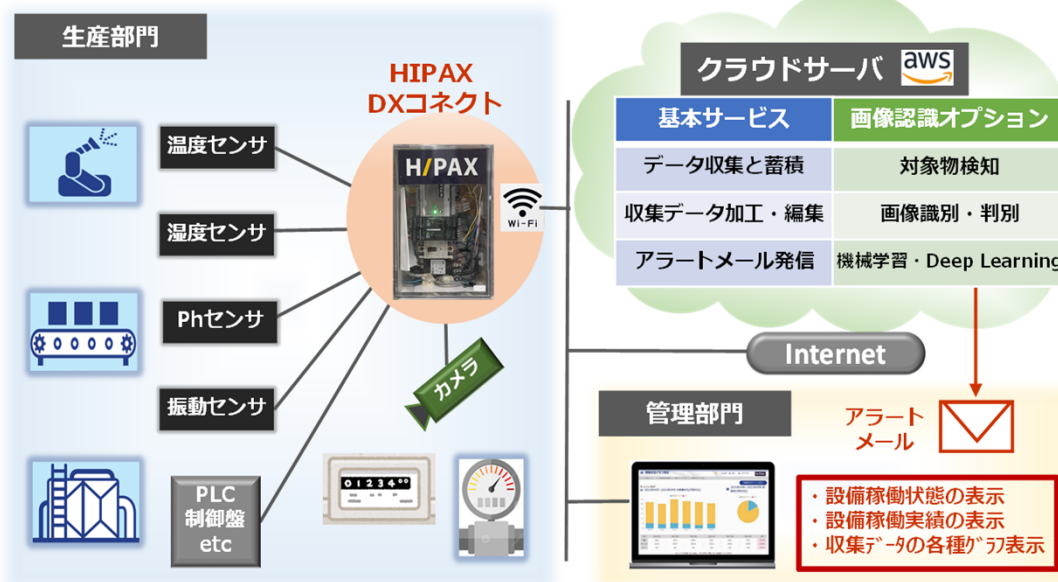 生産部門
HIPAX
DXコネクト
温度センサ
湿度センサ
Phセンサ
振動センサ
PLC
制御盤
etc
H/PAX
Wi-Fi
カメラ
01234
クラウドサーバ
aws
基本サービス 画像認識オプション
データ収集と蓄積 対象物検知
収集データ加工・編集 画像識別・判別
アラートメール発信 機械学習・Deep Learning
Internet
管理部門
アラート
メール
・設備稼働状態の表示
・設備稼働実績の表示
・収集ﾃﾞｰﾀの各種ｸﾞﾗﾌ表示